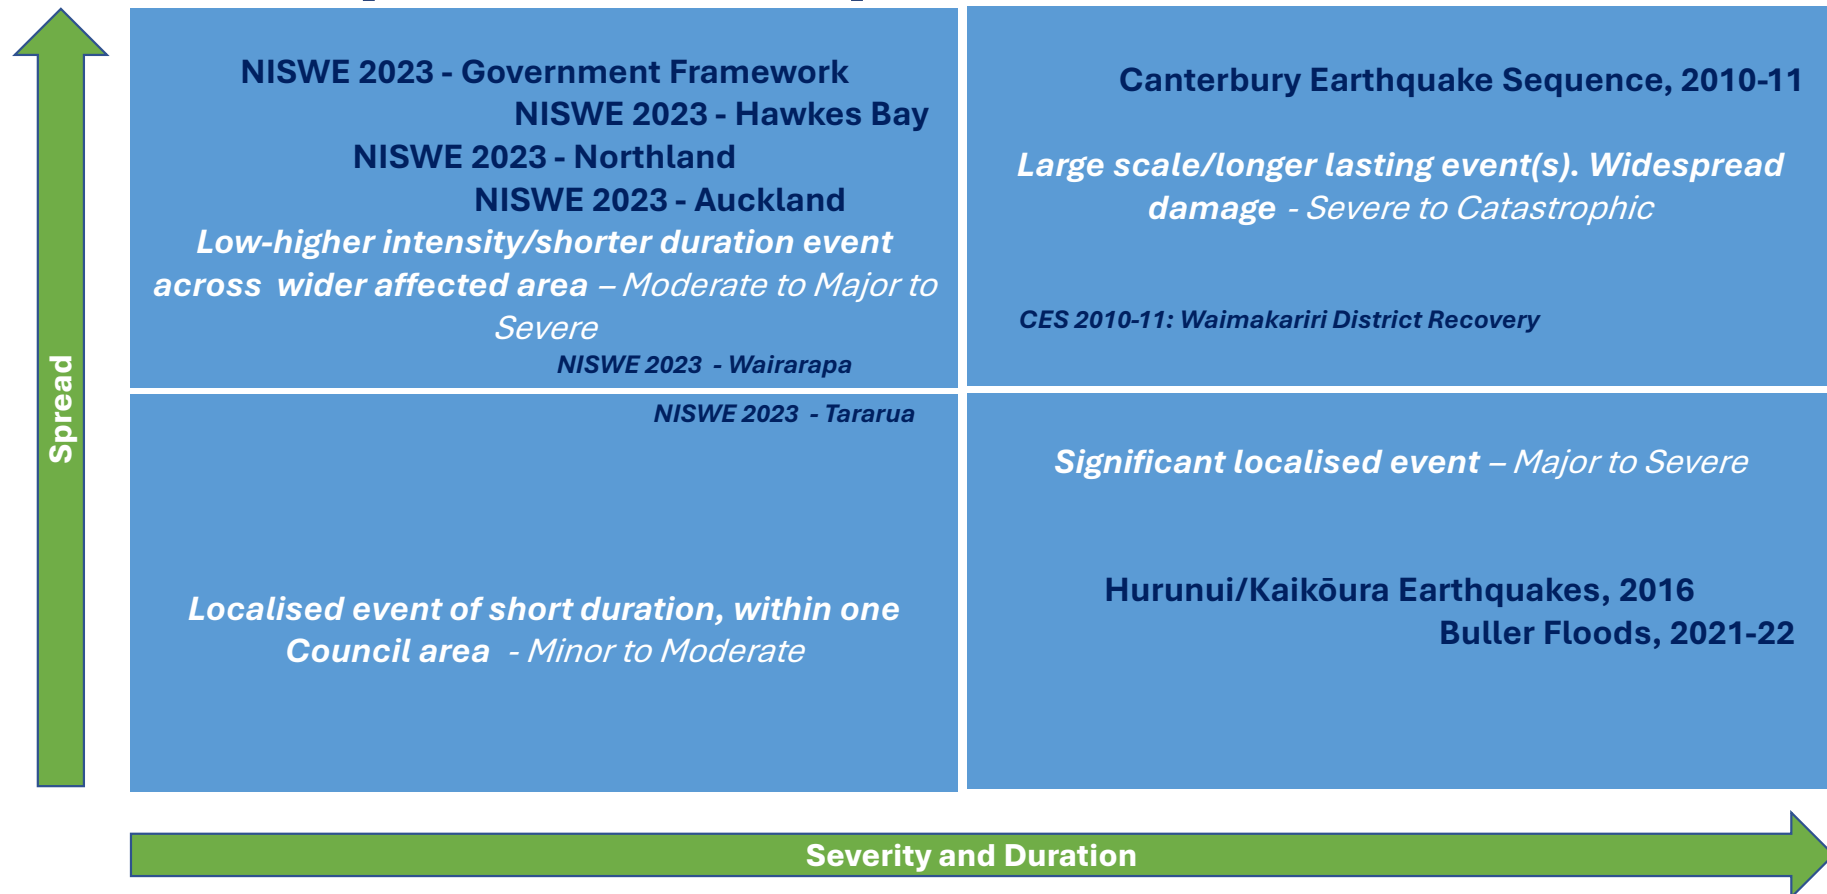 NISWE 2023 - Government Framework
NISWE 2023 - Hawkes Bay
NISWE 2023 - Northland
NISWE 2023 - Auckland
Low-higher intensity/shorter duration event
across  wider affected area – Moderate to Major to
Severe
NISWE 2023  - Wairarapa
Canterbury Earthquake Sequence, 2010-11
Large scale/longer lasting event(s). Widespread
damage - Severe to Catastrophic
CES 2010-11: Waimakariri District Recovery
Spread
NISWE 2023  - Tararua
Localised event of short duration, within one
Council area  - Minor to Moderate
Significant localised event – Major to Severe
Hurunui/Kaikōura Earthquakes, 2016
Buller Floods, 2021-22
Severity and Duration